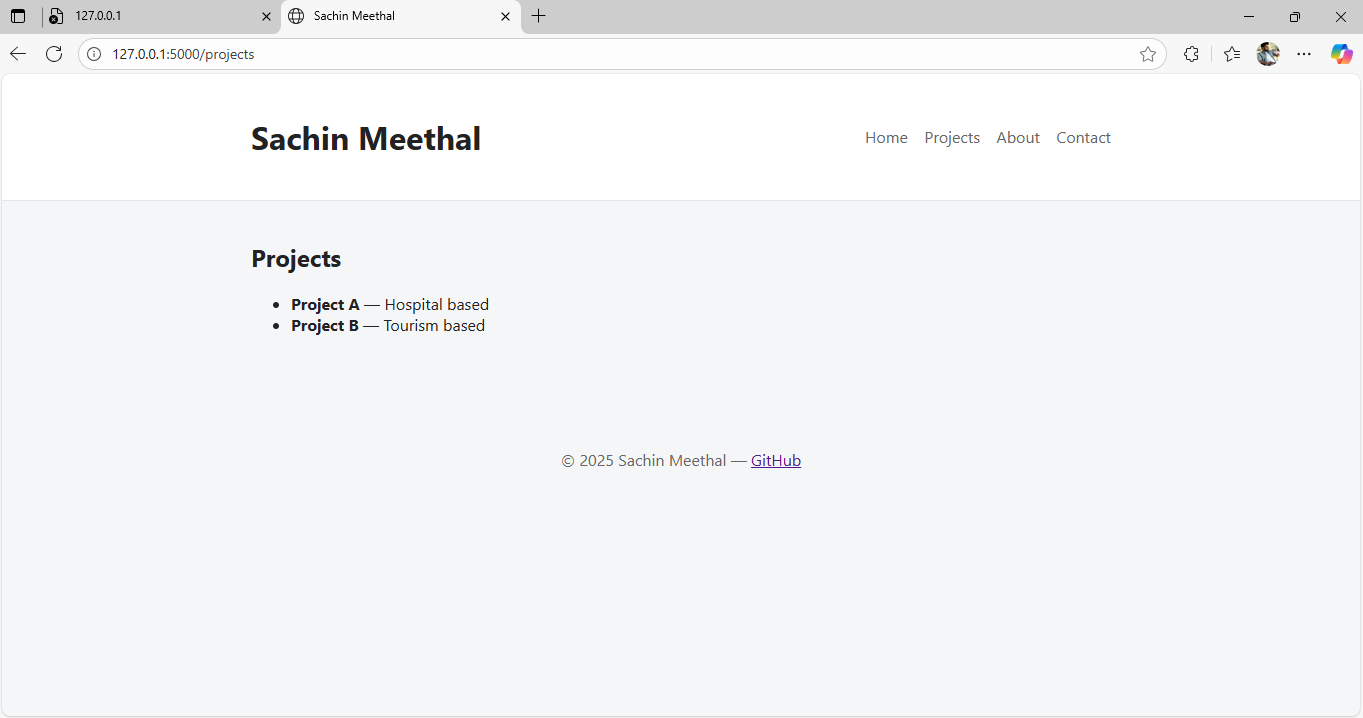 127.0.0.1
Sachin Meethal
127.0.0.1:5000/projects
Sachin Meethal
Home Projects About Contact
Projects
• Project A — Hospital based
• Project B — Tourism based
© 2025 Sachin Meethal — GitHub